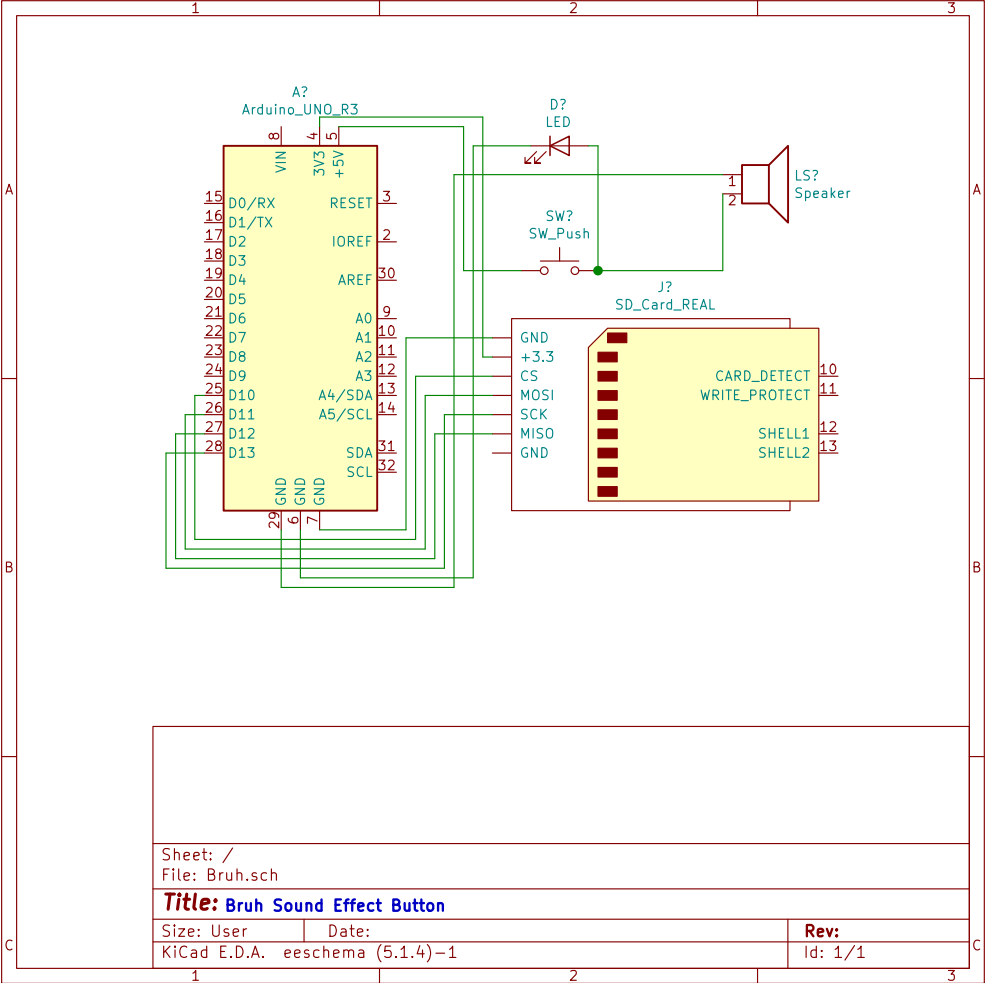 1 2 3
A?
Arduino_UNO_R3
D?
LED
8 4 5
VIN 3V3 +5V
A A
15 D0/RX RESET 3
16 D1/TX
17 D2 IOREF 2
18 D3
19 D4 AREF 30
20 D5
21 D6 A0 9
22 D7 A1 10
23 D8 A2 11
24 D9 A3 12
25 D10 A4/SDA 13
26 D11 A5/SCL 14
27 D12
28 D13 SDA 31
SCL 32
GND GND GND
29 6 7
1 LS?
2 Speaker
SW?
SW_Push
J?
SD_Card_REAL
GND
+3.3
CS CARD_DETECT 10
MOSI WRITE_PROTECT 11
SCK
MISO SHELL1 12
GND SHELL2 13
B B
Sheet: /
File: Bruh.sch
Title: Bruh Sound Effect Button
Size: User Date: Rev:
KiCad E.D.A. eeschema (5.1.4)-1 Id: 1/1
C C
1 2 3